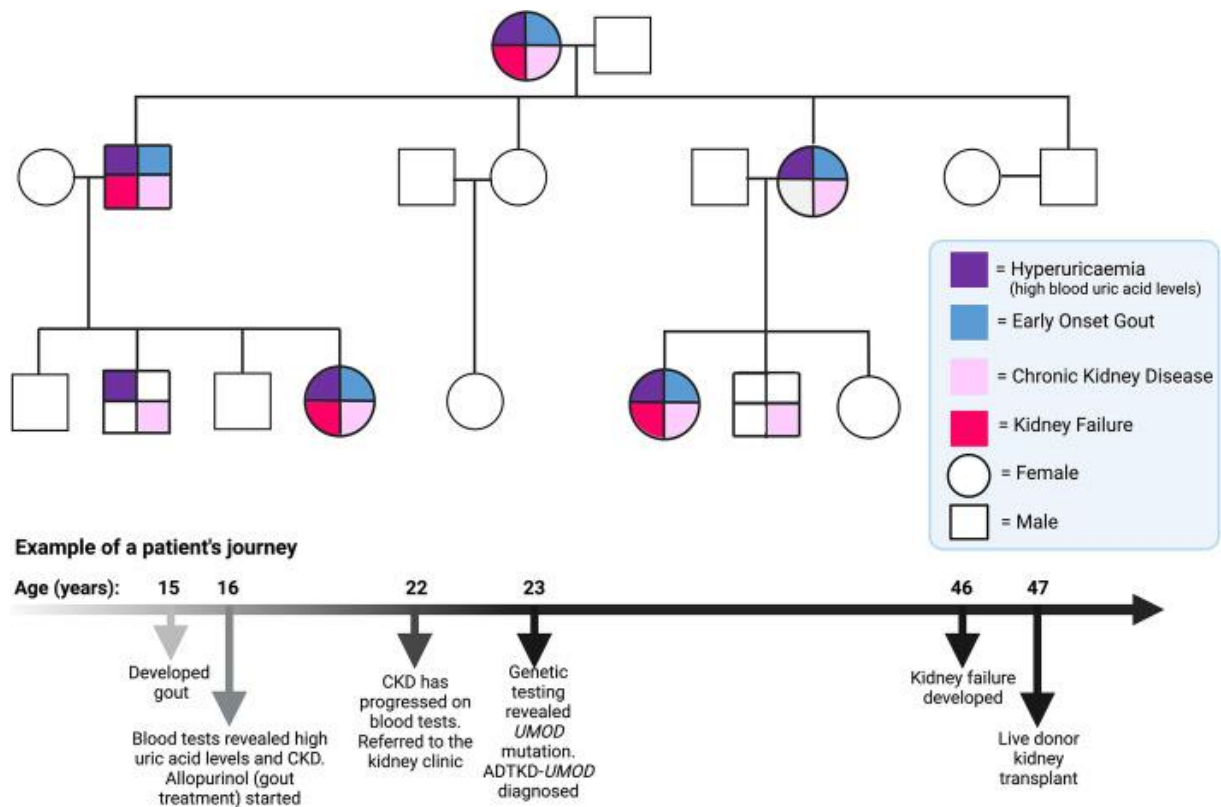 = Hyperuricaemia
(high blood uric acid levels)
= Early Onset Gout
= Chronic Kidney Disease
= Kidney Failure
= Female
= Male
Example of a patient's journey
Age (years): 15 16 22 23 46 47
Developed
gout
Blood tests revealed high
uric acid levels and CKD.
Allopurinol (gout
treatment) started
CKD has
progressed on
blood tests.
Referred to the
kidney clinic
Genetic
testing
revealed
UMOD
mutation.
ADTKD-UMOD
diagnosed
Kidney failure
developed
Live donor
kidney
transplant